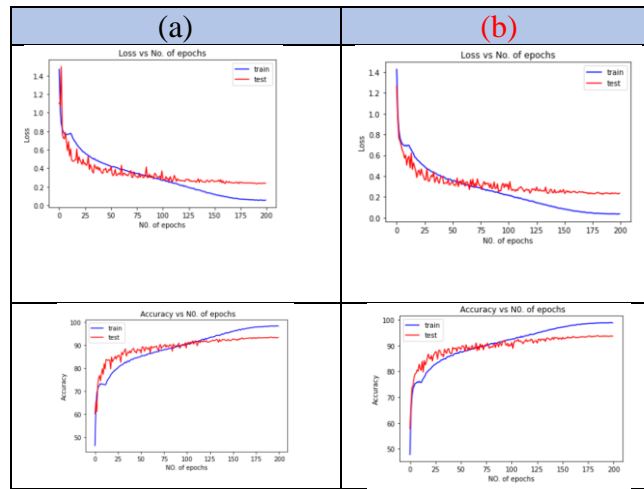 (a)
(b)
Loss vs No. of epochs
train
test
1.4
1.2
1.0
0.8
0.6
0.4
0.2
0.0
Loss
0 25 50 75 100 125 150 175 200
N0. of epochs
Loss vs No. of epochs
train
test
1.4
1.2
1.0
0.8
0.6
0.4
0.2
0.0
Loss
0 25 50 75 100 125 150 175 200
N0. of epochs
Accuracy vs N0. of epochs
train
test
100
90
80
70
60
50
Accuracy
0 25 50 75 100 125 150 175 200
N0. of epochs
Accuracy vs N0. of epochs
train
test
100
90
80
70
60
50
Accuracy
0 25 50 75 100 125 150 175 200
N0. of epochs